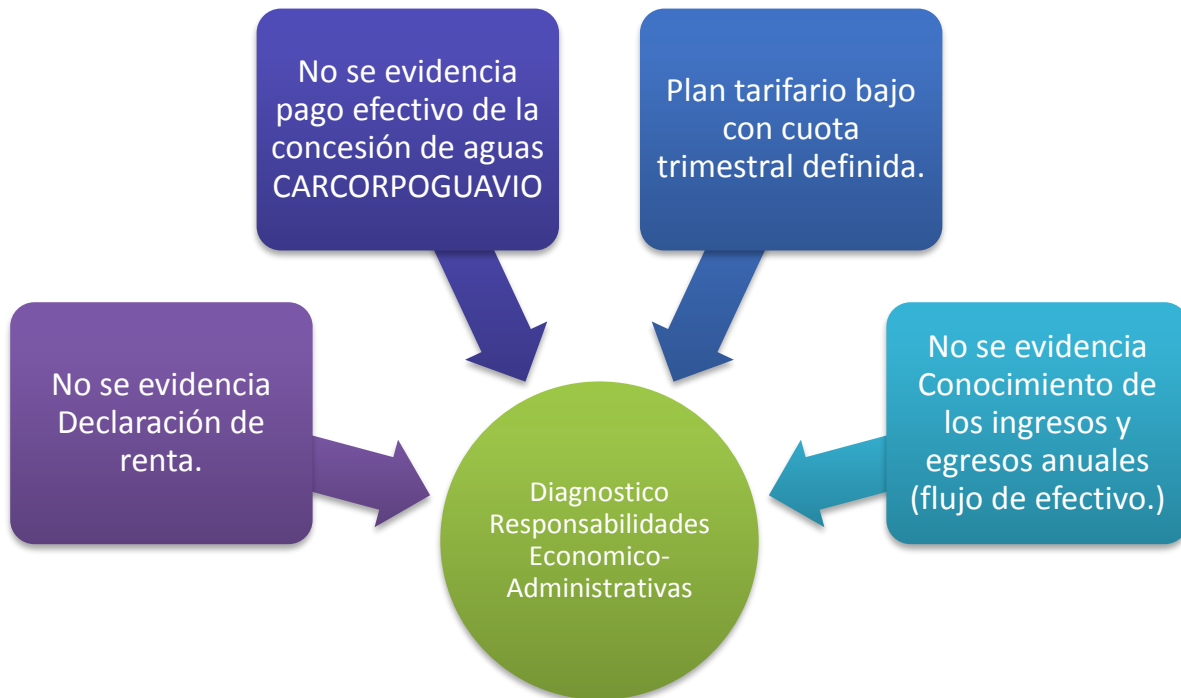 No se evidencia
pago efectivo de la
concesión de aguas
CARCORPOGUAVIO
Plan tarifario bajo
con cuota
trimestral definida.
No se evidencia
Declaración de
renta.
No se evidencia
Conocimiento de
los ingresos y
egresos anuales
(flujo de efectivo.)
Diagnostico
Responsabilidades
Economico-
Administrativas